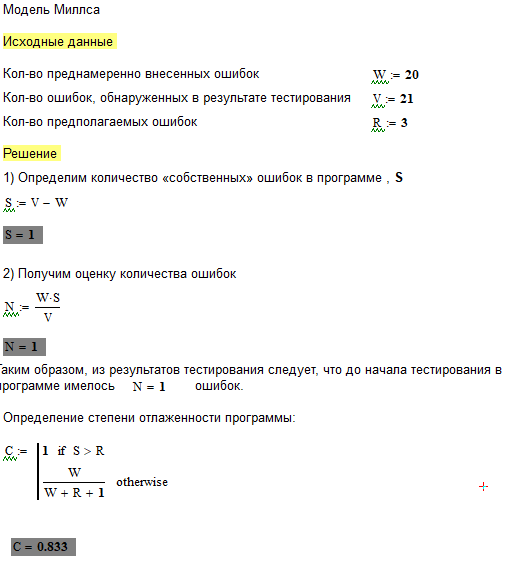 Модель Миллса
Исходные данные
Кол-во преднамеренно внесенных ошибок W := 20
Кол-во ошибок, обнаруженных в результате тестирования V := 21
Кол-во предполагаемых ошибок R := 3
Решение
1) Определим количество «собственных» ошибок в программе , S
S := V − W
S = 1
2) Получим оценку количества ошибок
N := W·S / V
N = 1
Таким образом, из результатов тестирования следует, что до начала тестирования в
программе имелось N = 1 ошибок.
Определение степени отлаженности программы:
C := 1 if S > R
W / W + R + 1 otherwise
C = 0.833